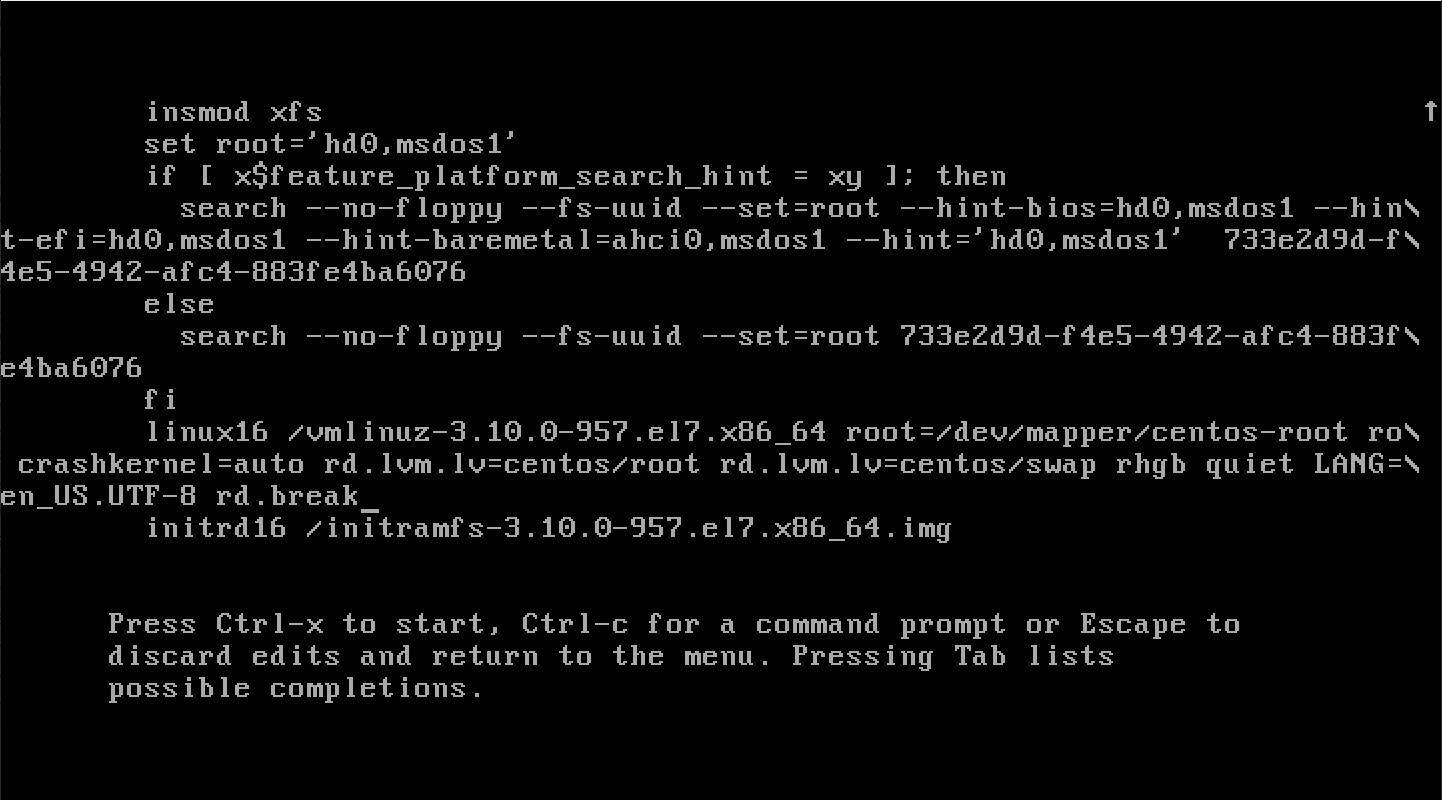 insmod xfs ↑
set root='hd0,msdos1'
if [ x$feature_platform_search_hint = xy ]; then
search --no-floppy --fs-uuid --set=root --hint-bios=hd0,msdos1 --hin\
t-efi=hd0,msdos1 --hint-baremetal=ahci0,msdos1 --hint='hd0,msdos1'  733e2d9d-f\
4e5-4942-afc4-883fe4ba6076
else
search --no-floppy --fs-uuid --set=root 733e2d9d-f4e5-4942-afc4-883f\
e4ba6076
fi
linux16 /vmlinuz-3.10.0-957.el7.x86_64 root=/dev/mapper/centos-root ro\
crashkernel=auto rd.lvm.lv=centos/root rd.lvm.lv=centos/swap rhgb quiet LANG=\
en_US.UTF-8 rd.break_
initrd16 /initramfs-3.10.0-957.el7.x86_64.img
Press Ctrl-x to start, Ctrl-c for a command prompt or Escape to
discard edits and return to the menu. Pressing Tab lists
possible completions.